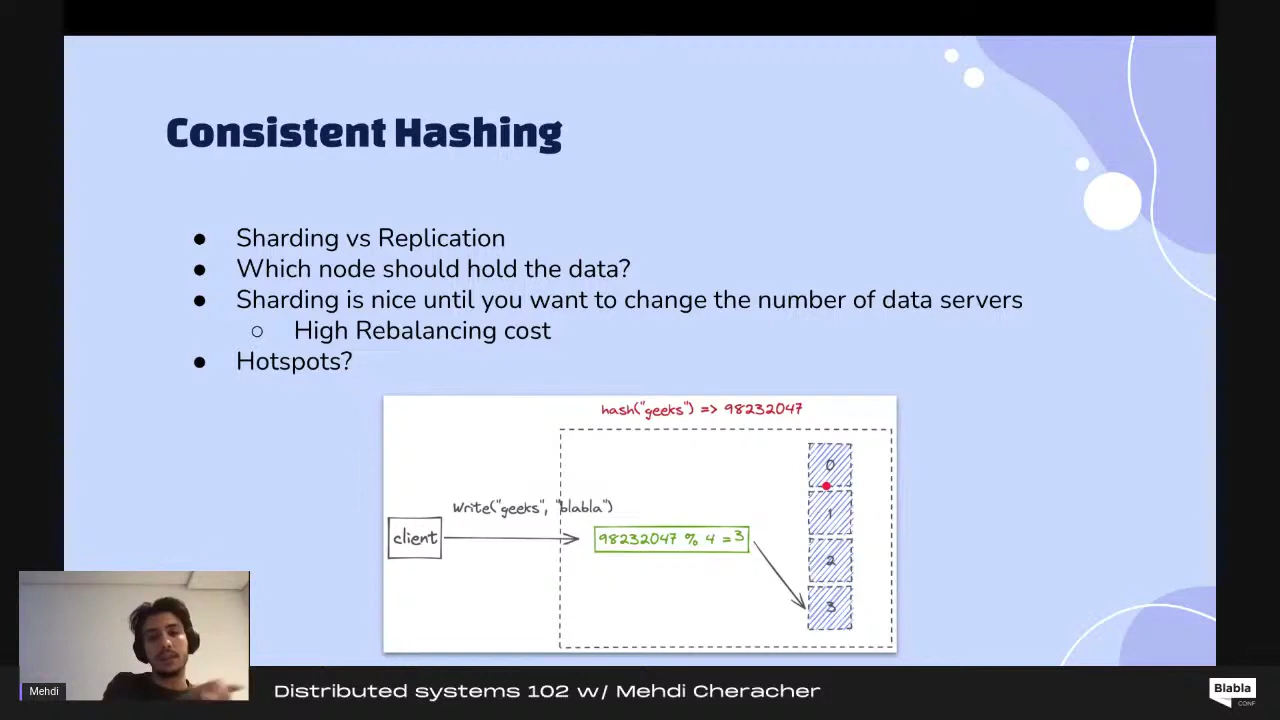 Consistent Hashing
● Sharding vs Replication
● Which node should hold the data?
● Sharding is nice until you want to change the number of data servers
○ High Rebalancing cost
● Hotspots?
hash("geeks") => 98232047
0
Write("geeks", "blabla")
1
client
98232047 % 4 = 3
2
3
Mehdi
Distributed systems 102 w/ Mehdi Cheracher
Blabla
CONF